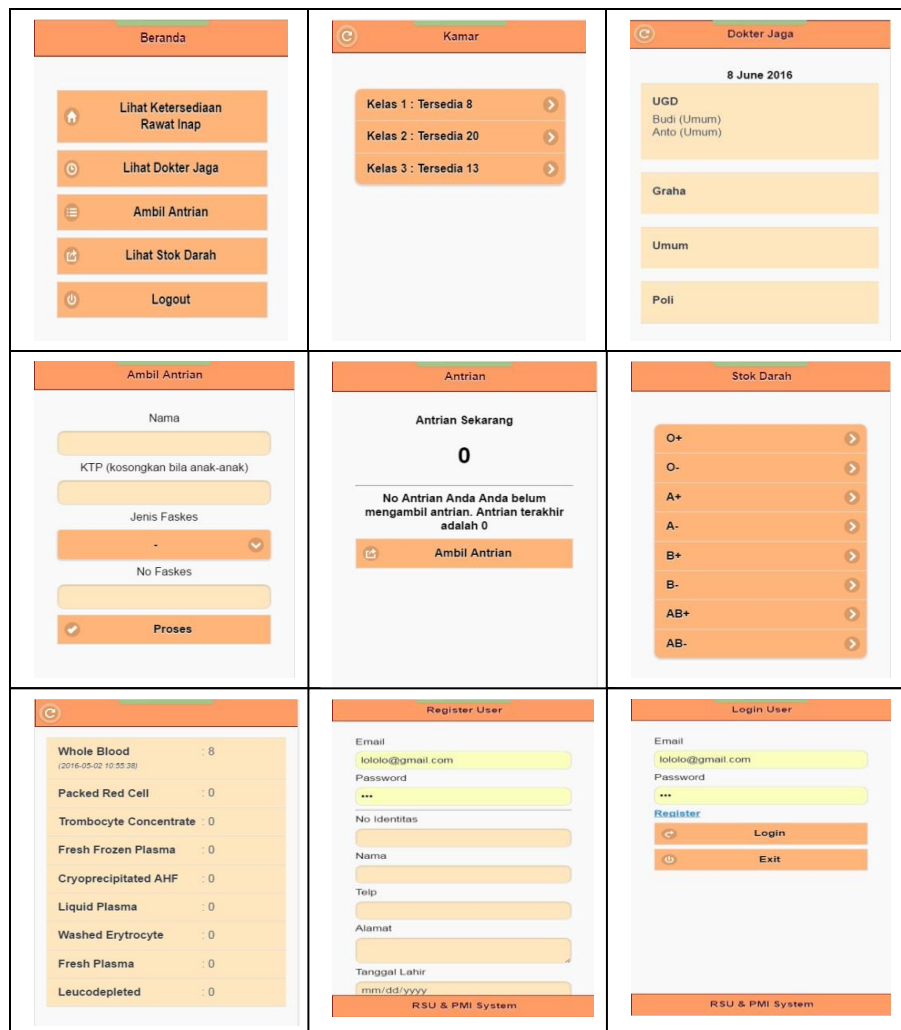 Beranda
Lihat Ketersediaan
Rawat Inap
Lihat Dokter Jaga
Ambil Antrian
Lihat Stok Darah
Logout
Kamar
Kelas 1 : Tersedia 8
Kelas 2 : Tersedia 20
Kelas 3 : Tersedia 13
Dokter Jaga
8 June 2016
UGD
Budi (Umum)
Anto (Umum)
Graha
Umum
Poli
Ambil Antrian
Nama
KTP (kosongkan bila anak-anak)
Jenis Faskes
-
No Faskes
Proses
Antrian
Antrian Sekarang
0
No Antrian Anda Anda belum
mengambil antrian. Antrian terakhir
adalah 0
Ambil Antrian
Stok Darah
O+
O-
A+
A-
B+
B-
AB+
AB-
Whole Blood : 8
(2016-05-02 10:55:38)
Packed Red Cell : 0
Trombocyte Concentrate : 0
Fresh Frozen Plasma : 0
Cryoprecipitated AHF : 0
Liquid Plasma : 0
Washed Erytrocyte : 0
Fresh Plasma : 0
Leucodepleted : 0
Register User
Email
lololo@gmail.com
Password
•••
No Identitas
Nama
Telp
Alamat
Tanggal Lahir
mm/dd/yyyy
RSU & PMI System
Login User
Email
lololo@gmail.com
Password
•••
Register
Login
Exit
RSU & PMI System